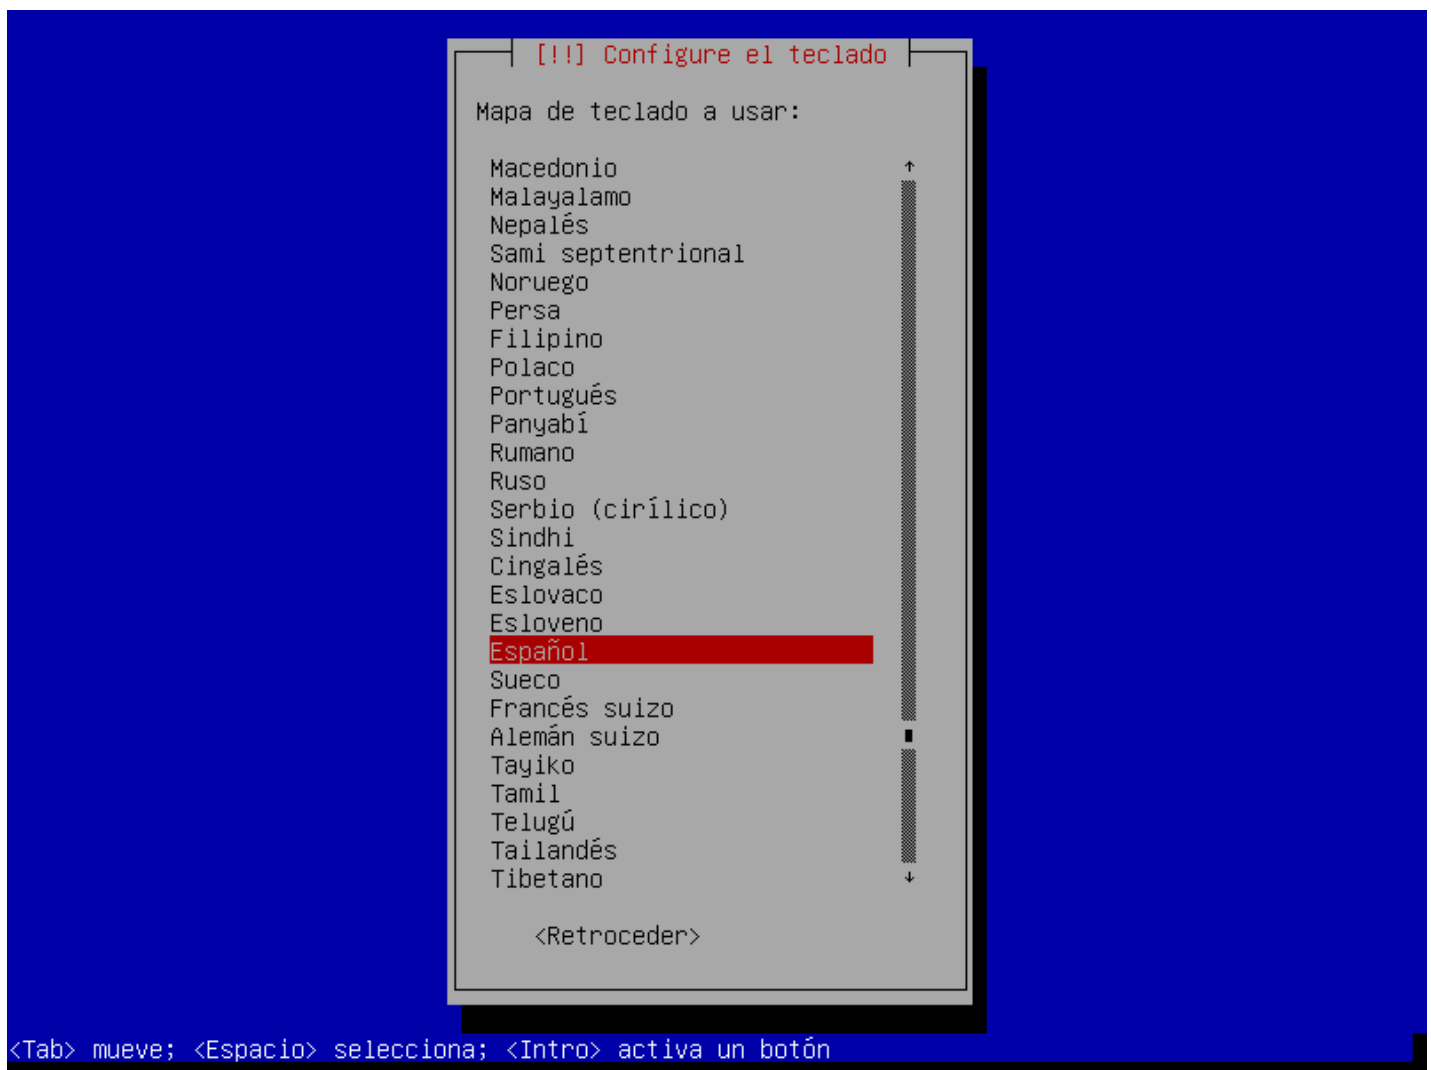 [!!] Configure el teclado
Mapa de teclado a usar:
Macedonio
Malayalamo
Nepalés
Sami septentrional
Noruego
Persa
Filipino
Polaco
Portugués
Panyabí
Rumano
Ruso
Serbio (cirílico)
Sindhi
Cingalés
Eslovaco
Esloveno
Español
Sueco
Francés suizo
Alemán suizo
Tayiko
Tamil
Telugú
Tailandés
Tibetano
<Retroceder>
<Tab> mueve; <Espacio> selecciona; <Intro> activa un botón